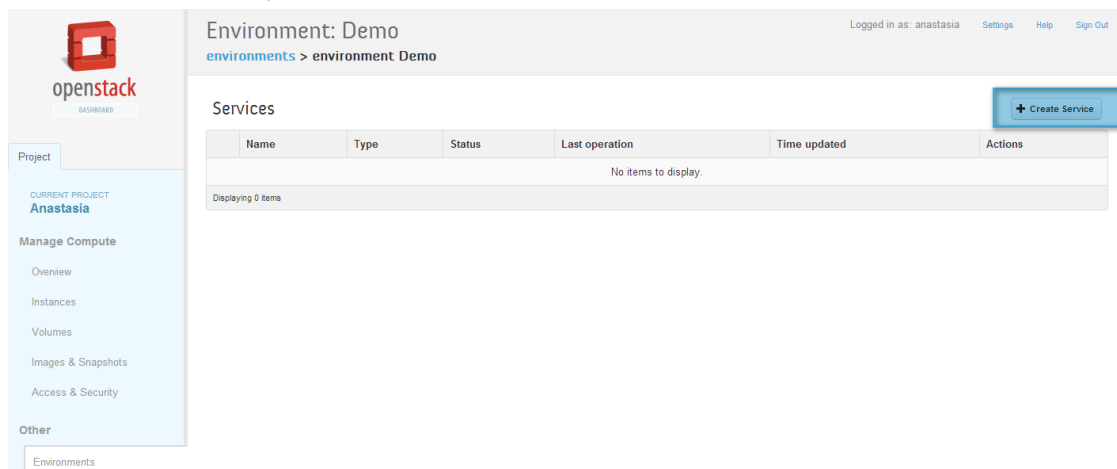 openstack
DASHBOARD
Project
CURRENT PROJECT
Anastasia
Manage Compute
Overview
Instances
Volumes
Images & Snapshots
Access & Security
Other
Environments
Environment: Demo
environments > environment Demo
Logged in as: anastasia Settings Help Sign Out
Services
+ Create Service
Name Type Status Last operation Time updated Actions
No items to display.
Displaying 0 items